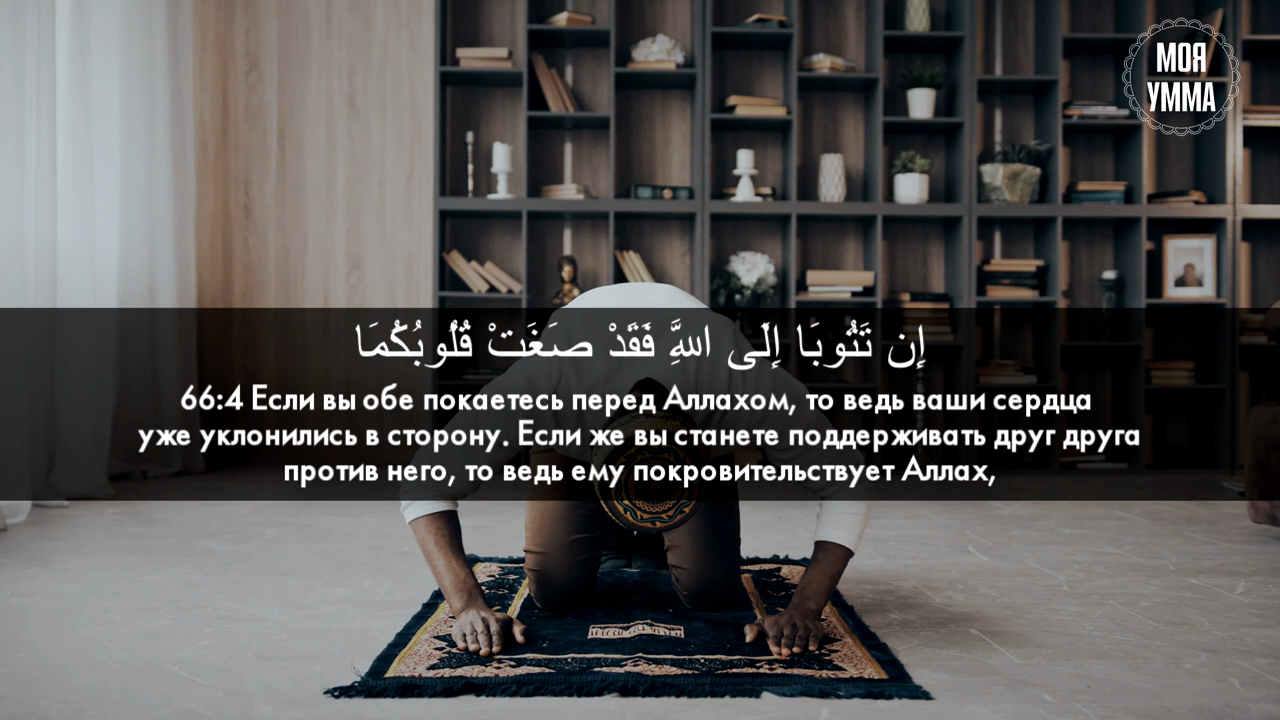 МОЯ
УММА
إِن تَتُوبَا إِلَى اللَّهِ فَقَدْ صَغَتْ قُلُوبُكُمَا
66:4 Если вы обе покаетесь перед Аллахом, то ведь ваши сердца
уже уклонились в сторону. Если же вы станете поддерживать друг друга
против него, то ведь ему покровительствует Аллах,